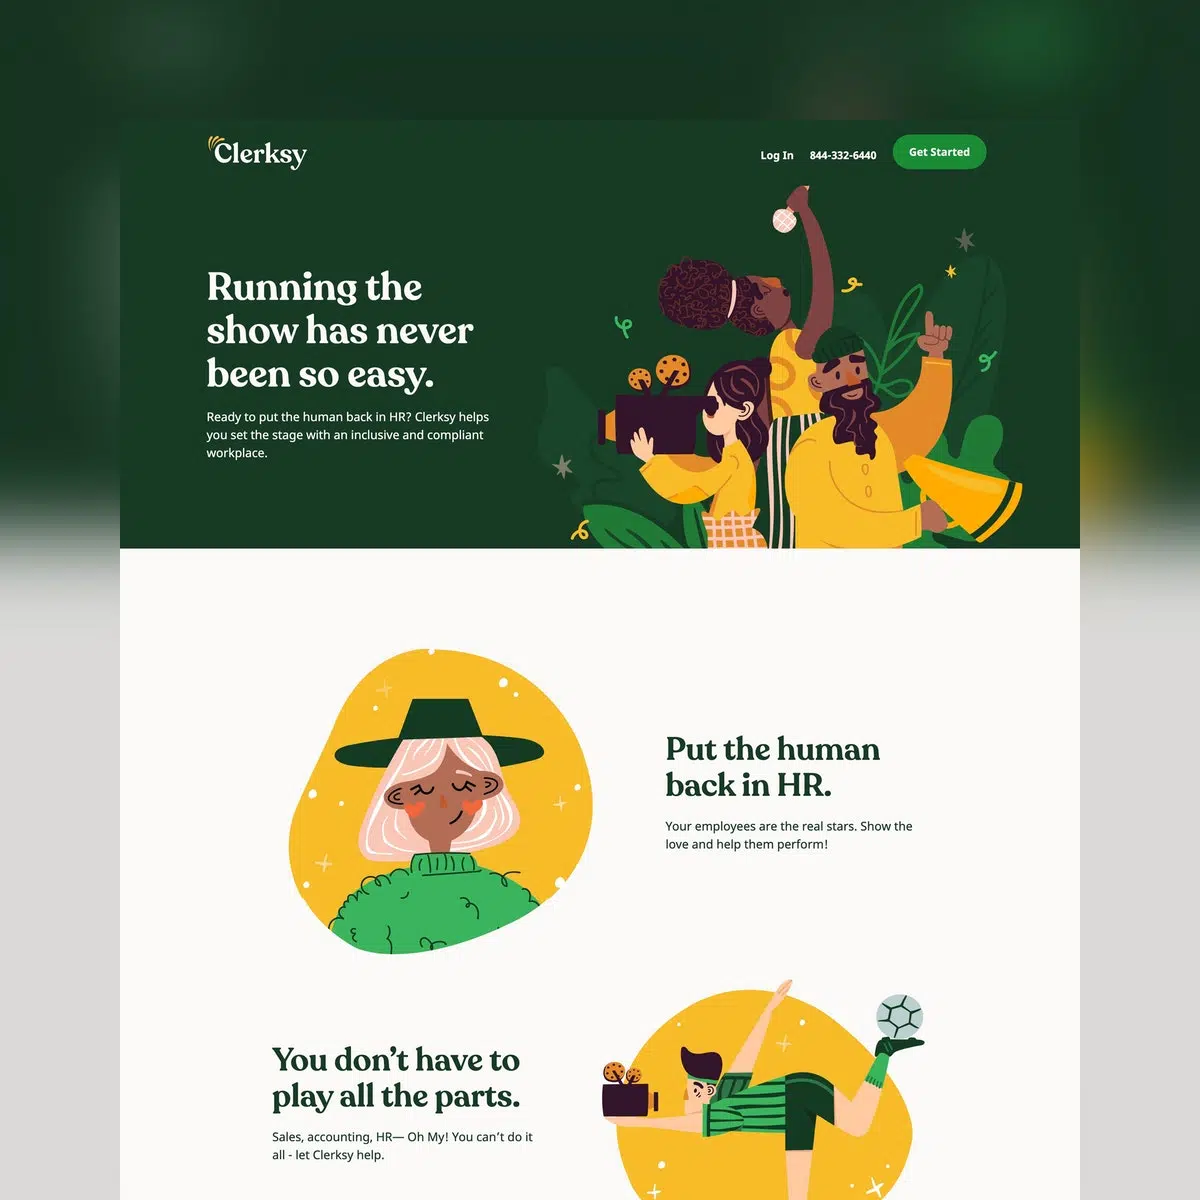 Clerksy
Log In
844-332-6440
Get Started
Running the
show has never
been so easy.
Ready to put the human back in HR? Clerksy helps
you set the stage with an inclusive and compliant
workplace.
Put the human
back in HR.
Your employees are the real stars. Show the
love and help them perform!
You don’t have to
play all the parts.
Sales, accounting, HR— Oh My! You can’t do it
all - let Clerksy help.